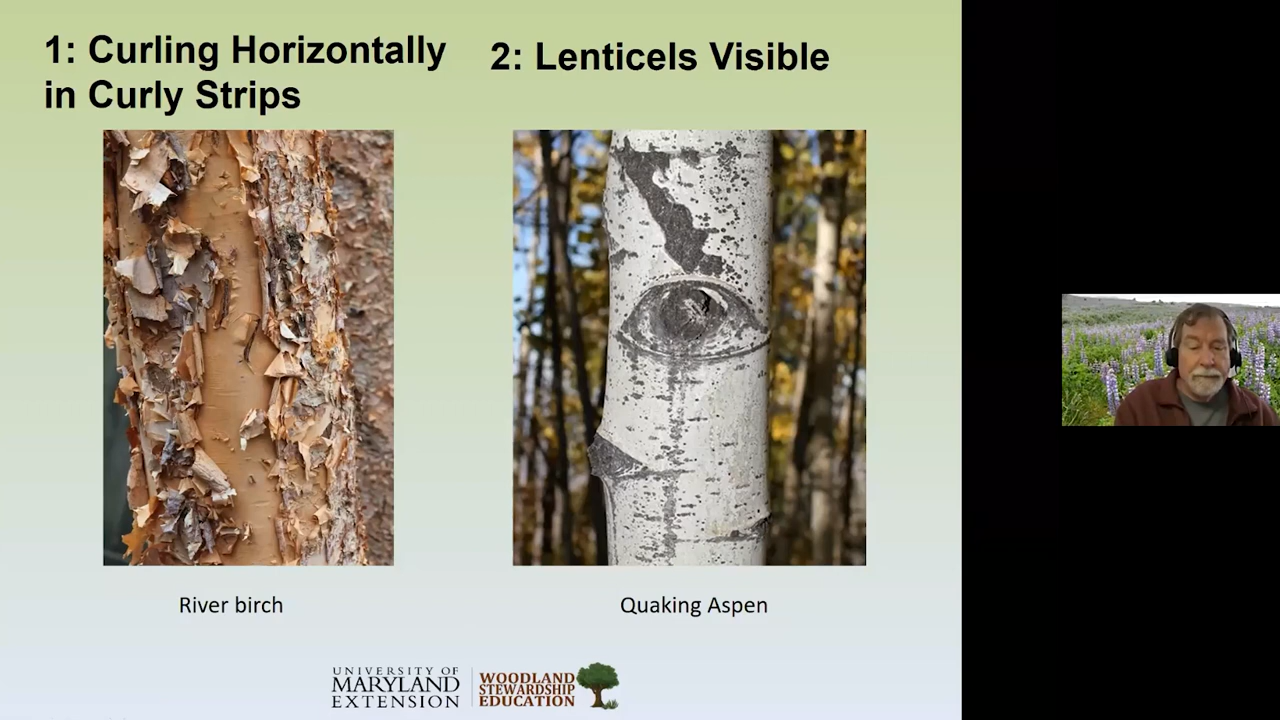 1: Curling Horizontally
in Curly Strips
2: Lenticels Visible
River birch
Quaking Aspen
UNIVERSITY OF
MARYLAND
EXTENSION
WOODLAND
STEWARDSHIP
EDUCATION